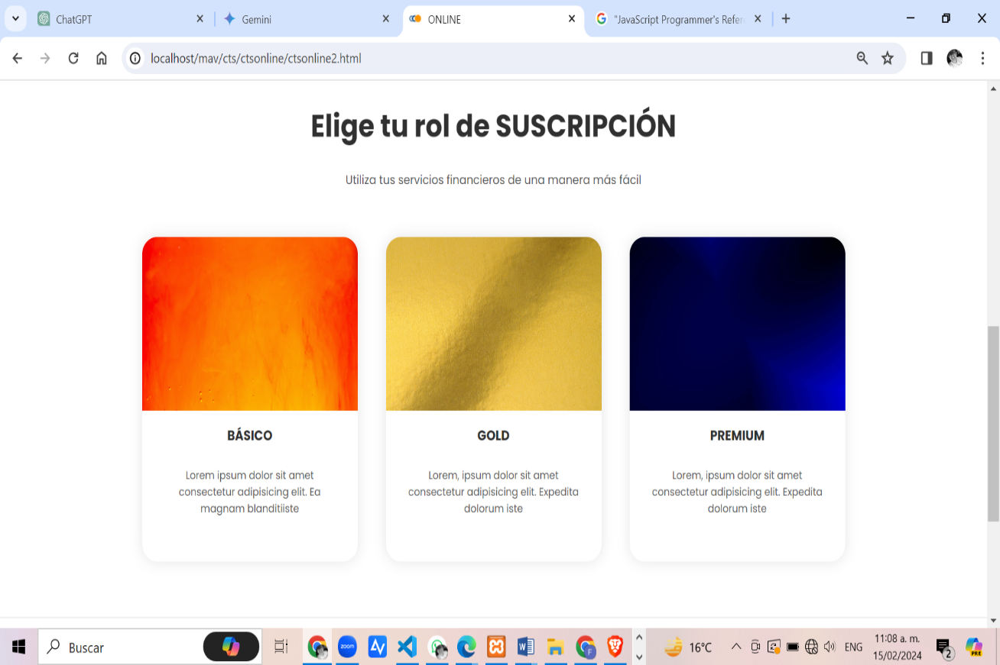 ChatGPT
Gemini
ONLINE
"JavaScript Programmer's Refer
localhost/mav/cts/ctsonline/ctsonline2.html
Elige tu rol de SUSCRIPCIÓN
Utiliza tus servicios financieros de una manera más fácil
BÁSICO
Lorem ipsum dolor sit amet
consectetur adipisicing elit. Ea
magnam blanditiiste
GOLD
Lorem, ipsum dolor sit amet
consectetur adipisicing elit. Expedita
dolorum iste
PREMIUM
Lorem, ipsum dolor sit amet
consectetur adipisicing elit. Expedita
dolorum iste
Buscar
zoom
F
16°C
ENG
11:08 a. m.
15/02/2024
2
PRE